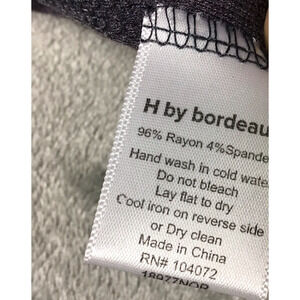 H by bordeau
96% Rayon 4%Spande
Hand wash in cold wate
Do not bleach
Lay flat to dry
Cool iron on reverse side
or Dry clean
Made in China
RN# 104072